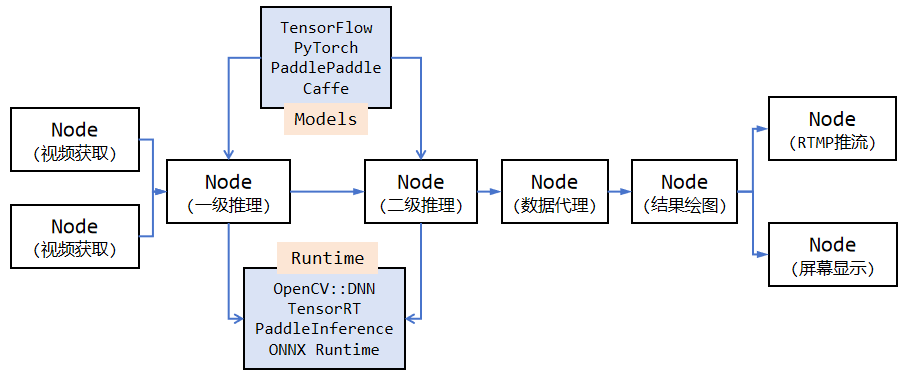 TensorFlow
PyTorch
PaddlePaddle
Caffe
Models
Node
(视频获取)
Node
(视频获取)
Node
(一级推理)
Node
(二级推理)
Node
(数据代理)
Node
(结果绘图)
Node
(RTMP推流)
Node
(屏幕显示)
Runtime
OpenCV::DNN
TensorRT
PaddleInference
ONNX Runtime